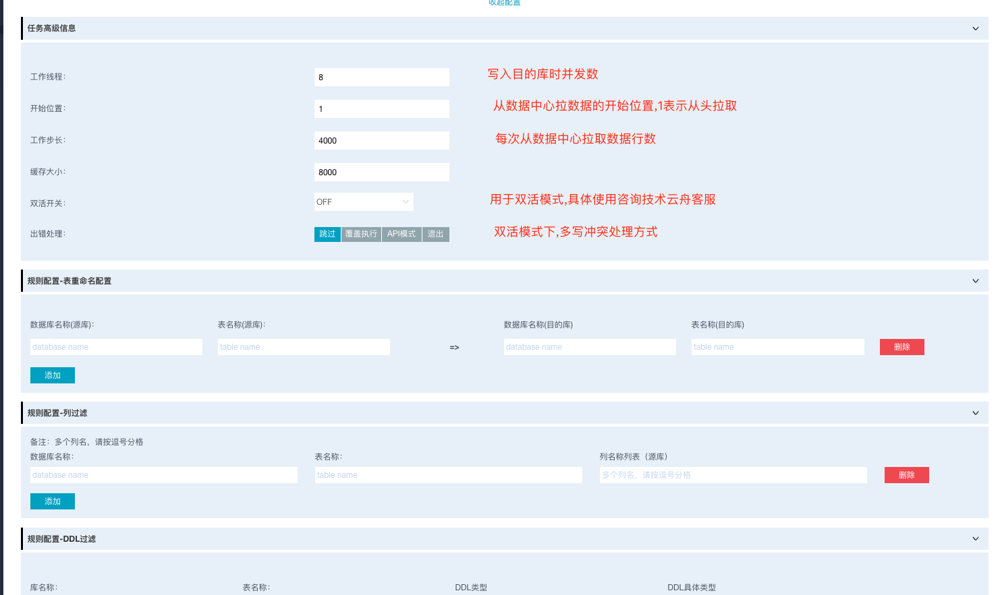 收起配置
任务高级信息
工作线程：
8
写入目的库时并发数
开始位置：
1
从数据中心拉数据的开始位置,1表示从头拉取
工作步长：
4000
每次从数据中心拉取数据行数
缓存大小：
8000
双活开关：
OFF
用于双活模式,具体使用咨询技术云舟客服
出错处理：
跳过 覆盖执行 API模式 退出
双活模式下,多写冲突处理方式
规则配置-表重命名配置
数据库名称(源库)： 表名称(源库)： 数据库名称(目的库) 表名称(目的库)
database name table name => database name table name 删除
添加
规则配置-列过滤
备注：多个列名，请按逗号分格
数据库名称： 表名称： 列名称列表（源库）
database name table name 多个列名，请按逗号分格 删除
添加
规则配置-DDL过滤
库名称： 表名称： DDL类型 DDL具体类型